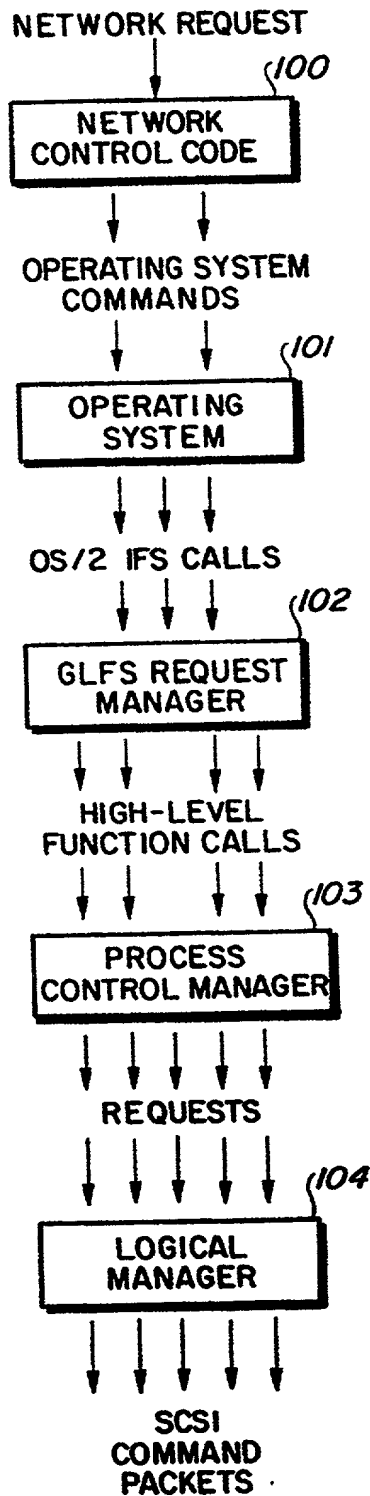 NETWORK REQUEST
100
NETWORK
CONTROL CODE
OPERATING SYSTEM
COMMANDS
101
OPERATING
SYSTEM
OS/2 IFS CALLS
102
GLFS REQUEST
MANAGER
HIGH-LEVEL
FUNCTION CALLS
103
PROCESS
CONTROL MANAGER
REQUESTS
104
LOGICAL
MANAGER
SCSI
COMMAND
PACKETS